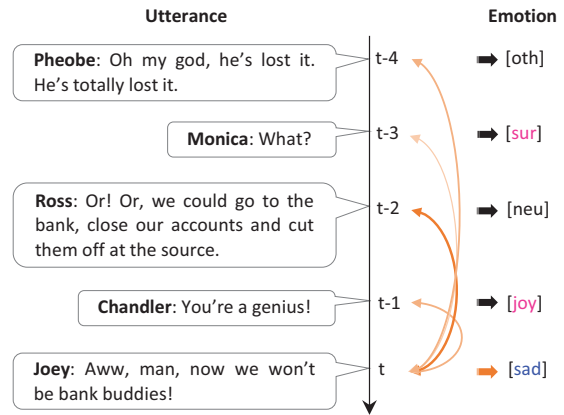 Utterance
Emotion
Pheobe: Oh my god, he's lost it.
He's totally lost it.
t-4
[oth]
Monica: What?
t-3
[sur]
Ross: Or! Or, we could go to the
bank, close our accounts and cut
them off at the source.
t-2
[neu]
Chandler: You're a genius!
t-1
[joy]
Joey: Aww, man, now we won't
be bank buddies!
t
[sad]